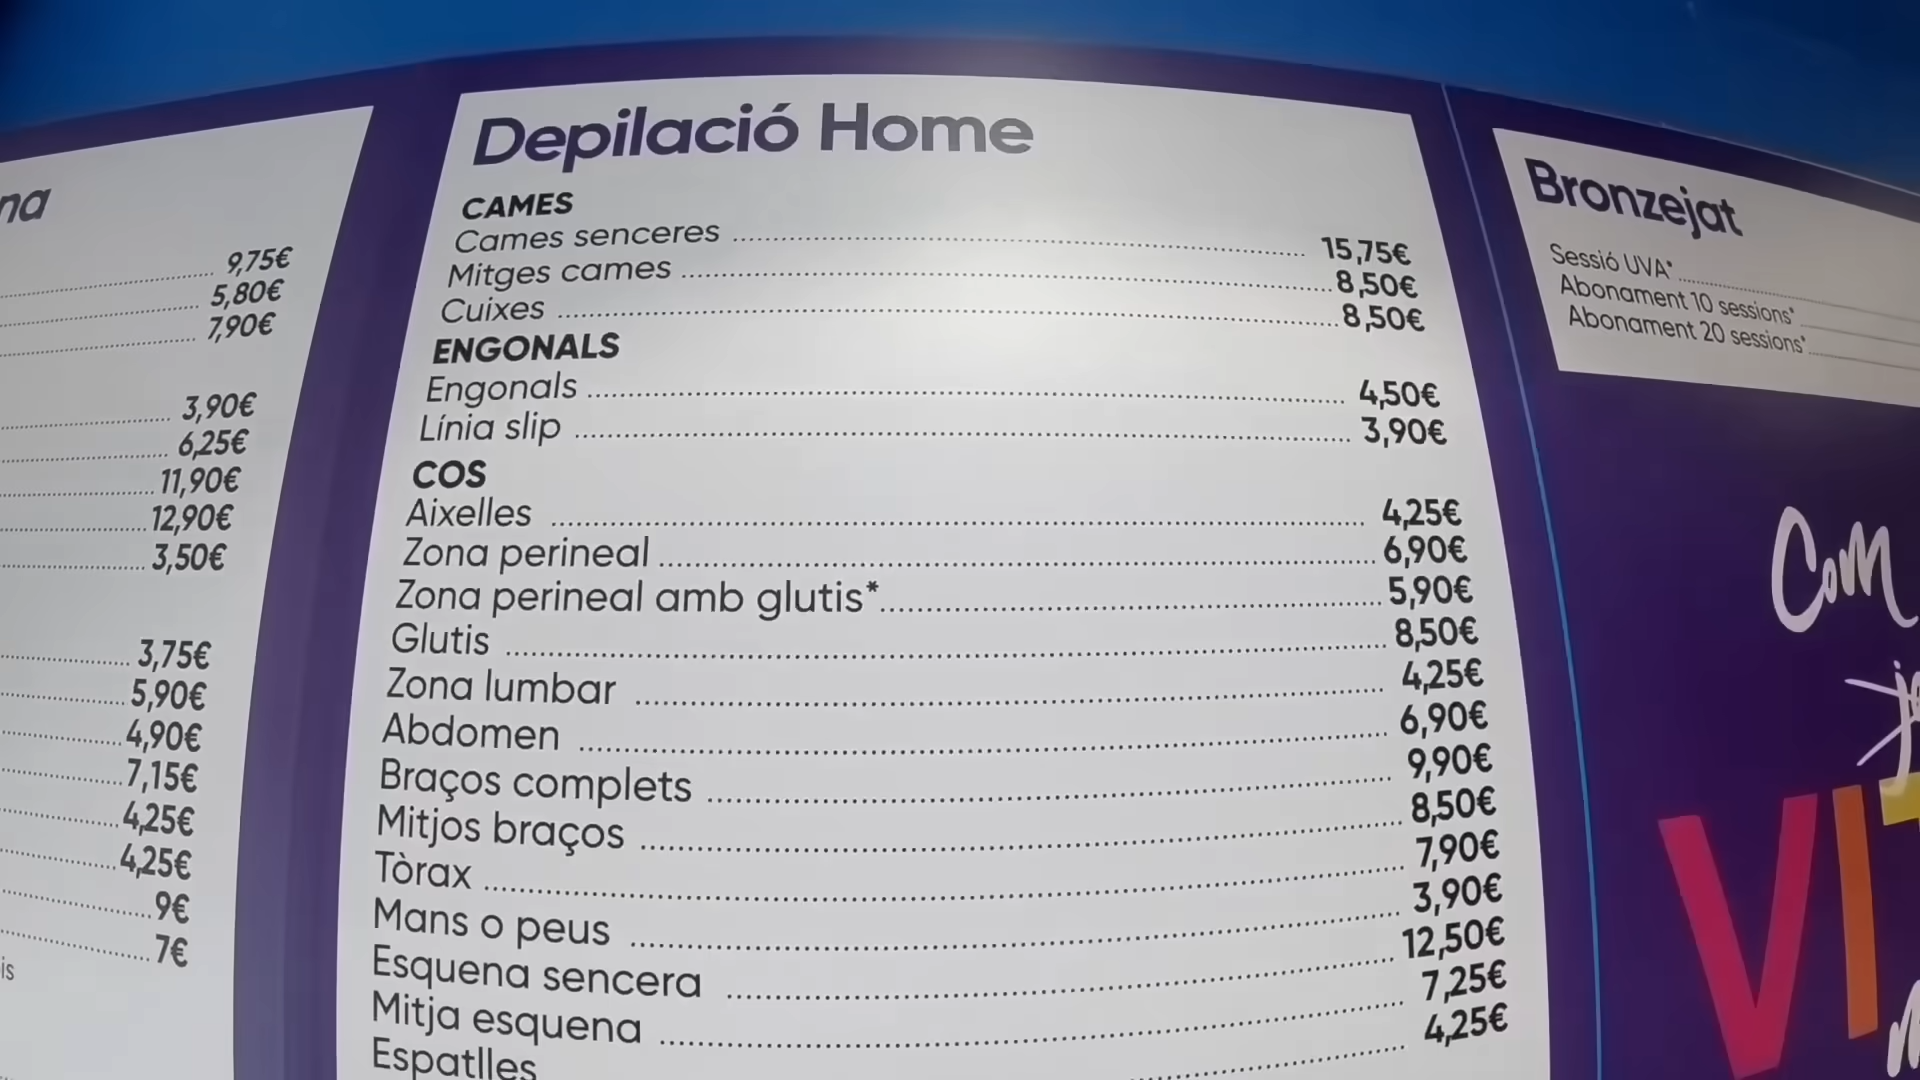 na
9,75€
5,80€
7,90€
3,90€
6,25€
11,90€
12,90€
3,50€
3,75€
5,90€
4,90€
7,15€
4,25€
4,25€
9€
7€
is
Depilació Home
CAMES
Cames senceres 15,75€
Mitges cames 8,50€
Cuixes 8,50€
ENGONALS
Engonals 4,50€
Línia slip 3,90€
COS
Aixelles 4,25€
Zona perineal 6,90€
Zona perineal amb glutis* 5,90€
Glutis 8,50€
Zona lumbar 4,25€
Abdomen 6,90€
Braços complets 9,90€
Mitjos braços 8,50€
Tòrax 7,90€
Mans o peus 3,90€
Esquena sencera 12,50€
Mitja esquena 7,25€
Espatlles 4,25€
Bronzejat
Sessió UVA*
Abonament 10 sessions*
Abonament 20 sessions*
Com
VIT